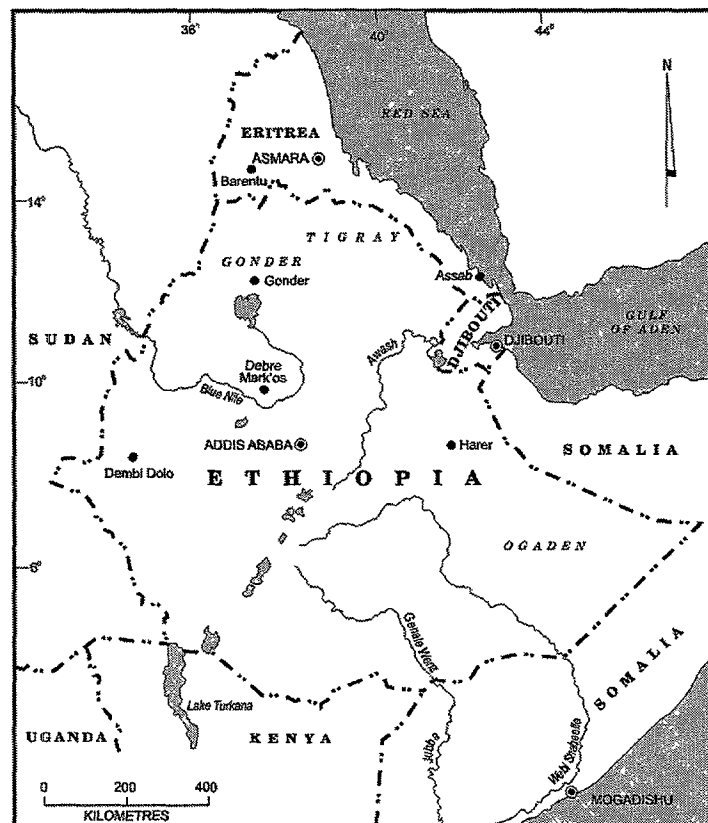 36°
40
44°
N
RED SEA
ERITREA
ASMARA
Barentu
14°
TIGRAY
GONDER
Gonder
Assab
DJIBOUTI
GULF
OF ADEN
SUDAN
Awash
DJIBOUTI
Debre
Mark'os
10°
Blue Nile
ADDIS ABABA
Harer
SOMALIA
Dembi Dolo
ETHIOPIA
OGADEN
6°
Genale Wenz
SOMALIA
Lake Turkana
UGANDA
KENYA
Jubba
Webi Shabeelle
0 200 400
KILOMETRES
MOGADISHU